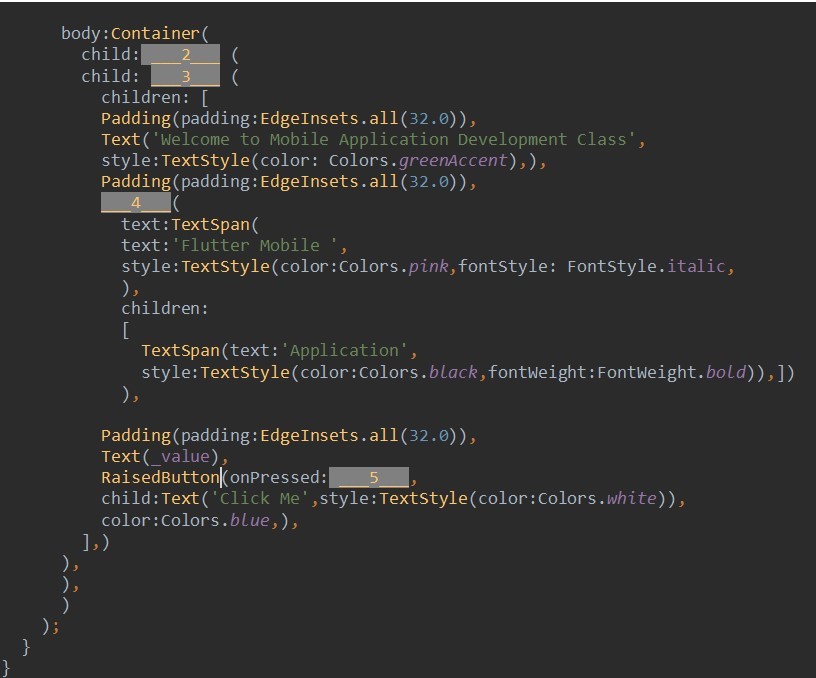 body:Container(
child:___2___ (
child: ___3___ (
children: [
Padding(padding:EdgeInsets.all(32.0)),
Text('Welcome to Mobile Application Development Class',
style:TextStyle(color: Colors.greenAccent),),
Padding(padding:EdgeInsets.all(32.0)),
___4___(
text:TextSpan(
text:'Flutter Mobile ',
style:TextStyle(color:Colors.pink,fontStyle: FontStyle.italic,
),
children:
[
TextSpan(text:'Application',
style:TextStyle(color:Colors.black,fontWeight:FontWeight.bold)),])
),
Padding(padding:EdgeInsets.all(32.0)),
Text(_value),
RaisedButton(onPressed:___5___,
child:Text('Click Me',style:TextStyle(color:Colors.white)),
color:Colors.blue,),
],)
),
),
)
);
}
}